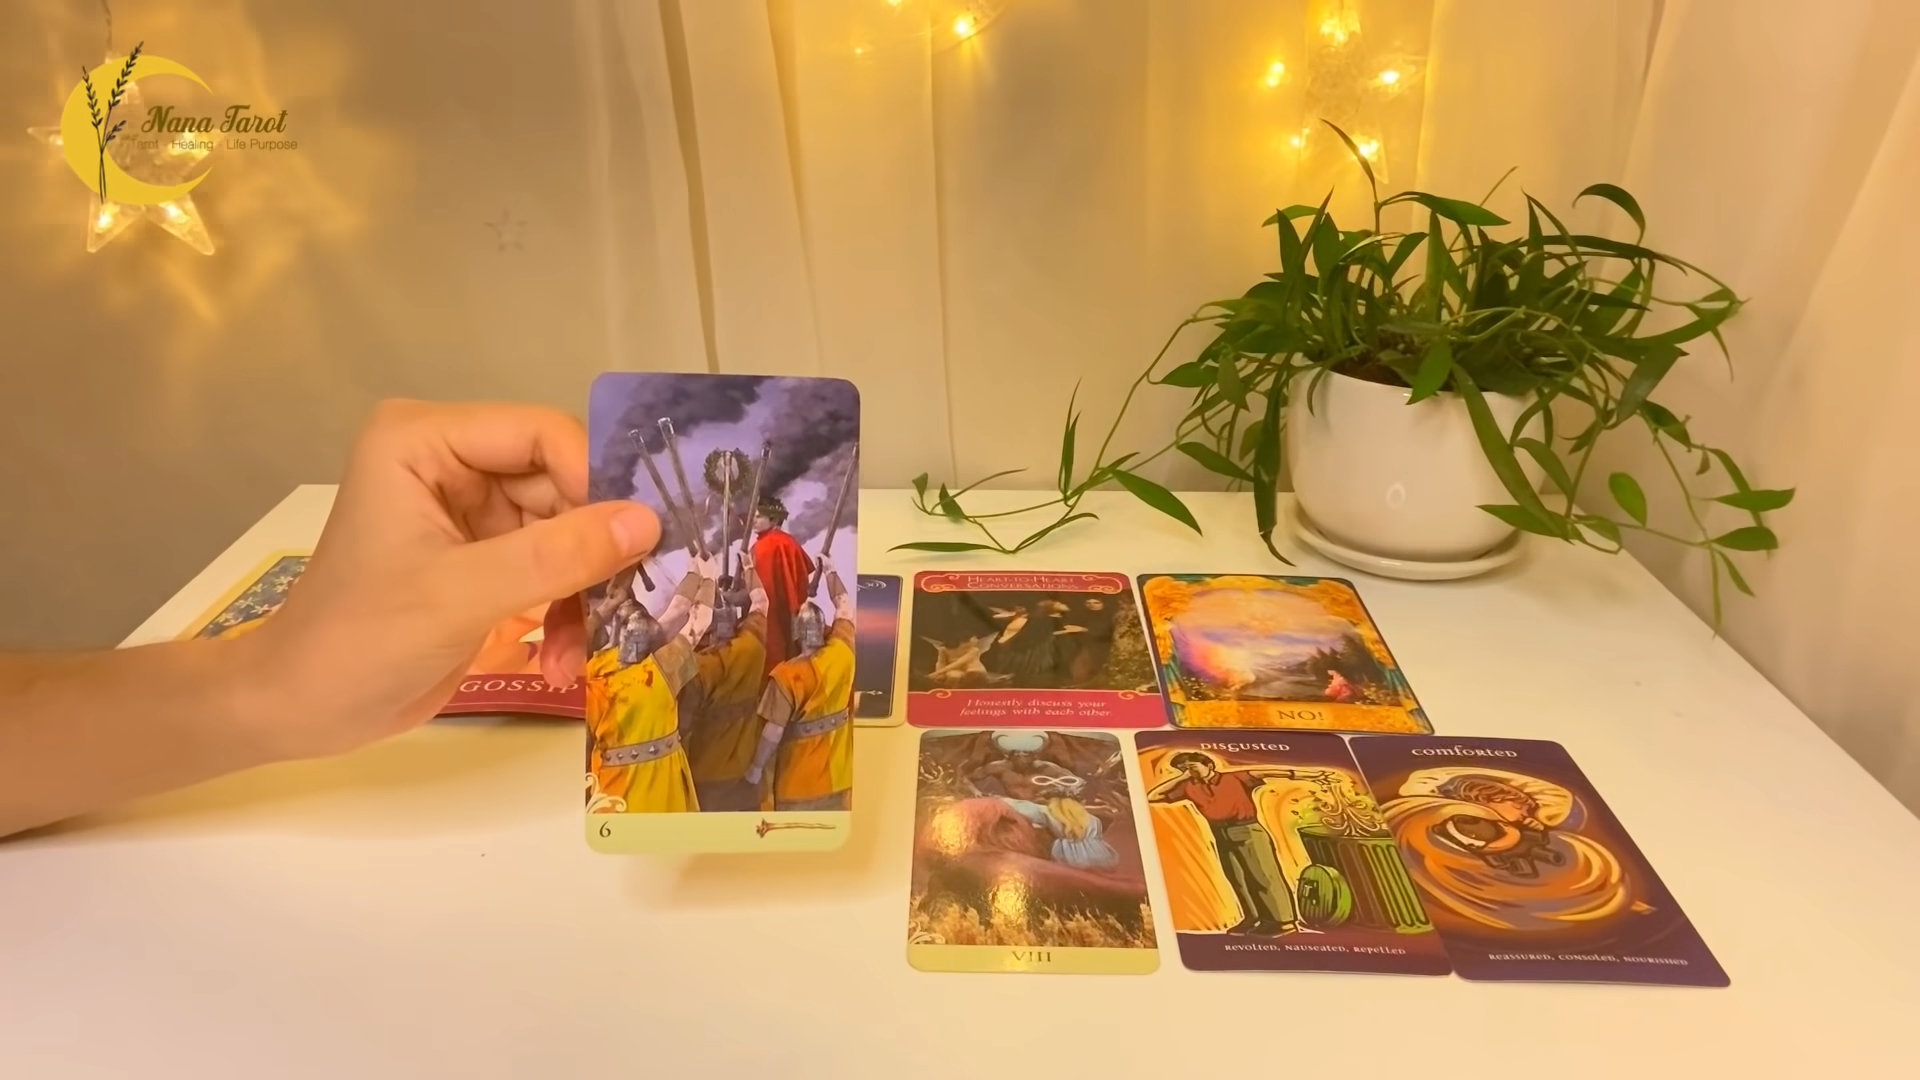 Nana Tarot
Tarot · Healing · Life Purpose
GOSSIP
HEART-TO-HEART
CONVERSATIONS
Honestly discuss your
feelings with each other.
NO!
6
VIII
DISGUSTED
REVOLTED, NAUSEATED, REPELLED
COMFORTED
REASSURED, CONSOLED, NOURISHED